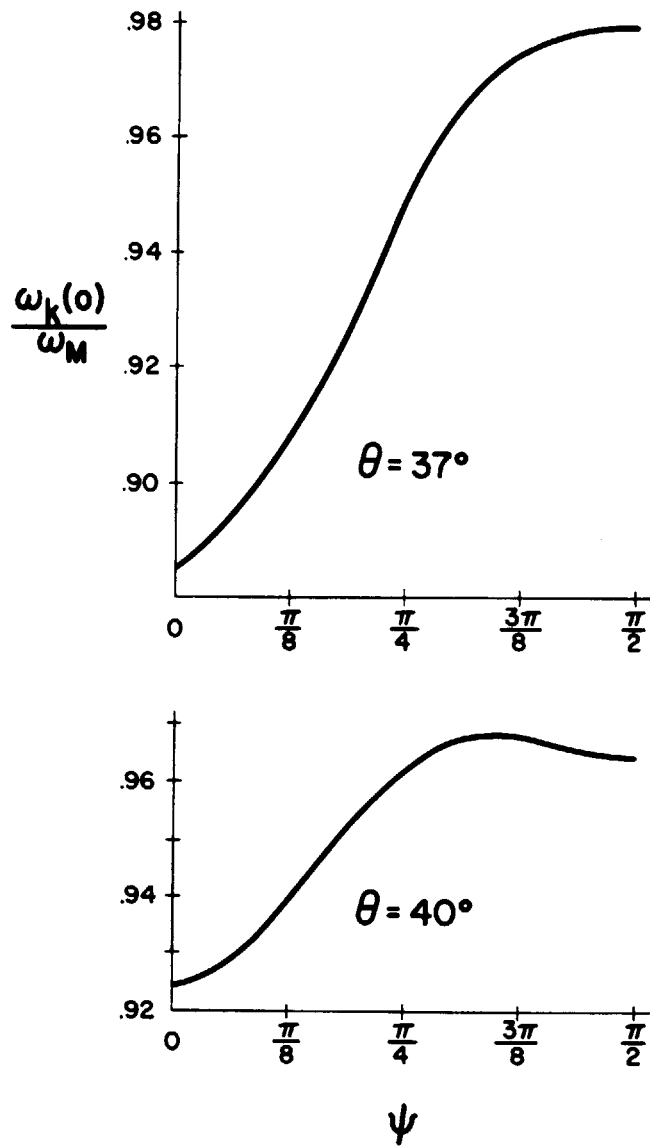 .98
.96
.94
ωk(0)
ωM
.92
.90
θ = 37°
0 π/8 π/4 3π/8 π/2
.96
.94
θ = 40°
.92
0 π/8 π/4 3π/8 π/2
ψ